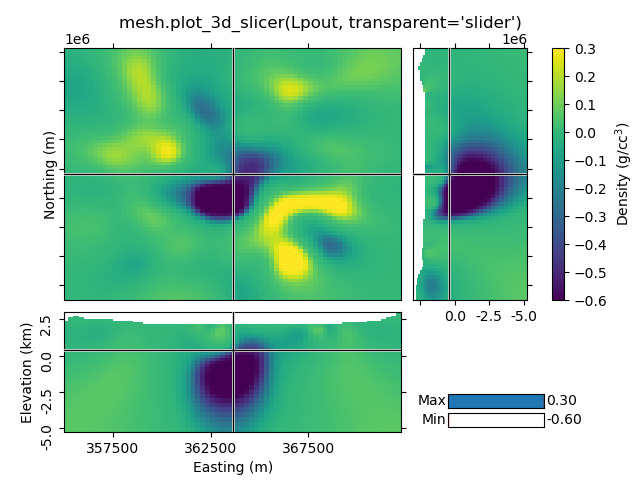 mesh.plot_3d_slicer(Lpout, transparent='slider')
1e6
1e6
Northing (m)
0.3
0.2
0.1
0.0
−0.1
−0.2
−0.3
−0.4
−0.5
−0.6
Density (g/cc³)
0.0 -2.5 -5.0
Elevation (km)
2.5
0.0
-2.5
-5.0
357500 362500 367500
Easting (m)
Max 0.30
Min -0.60